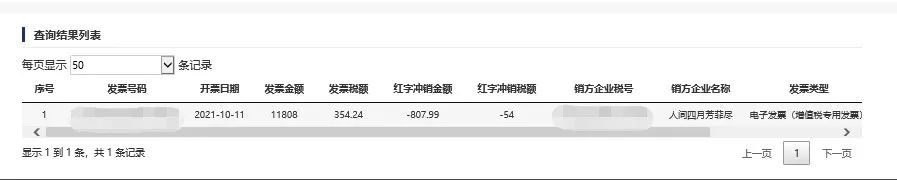 查询结果列表
每页显示 50 条记录
序号 发票号码 开票日期 发票金额 发票税额 红字冲销金额 红字冲销税额 销方企业税号 销方企业名称 发票类型
1 2021-10-11 11808 354.24 -807.99 -54 人间四月芳菲尽 电子发票（增值税专用发票）
显示 1 到 1 条，共 1 条记录 上一页 1 下一页